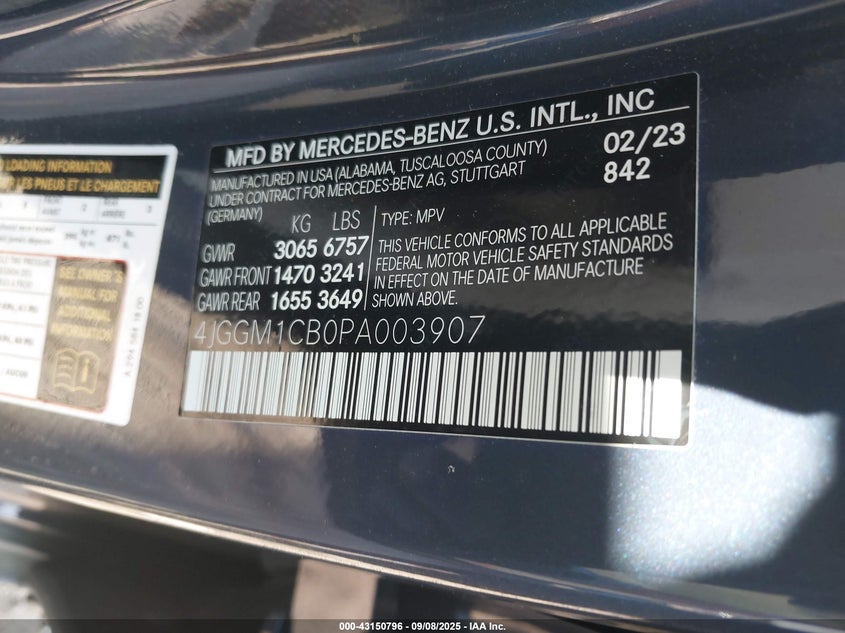 LOADING INFORMATION
LES PNEUS ET LE CHARGEMENT
SEE OWNER'S
MANUAL FOR
ADDITIONAL
INFORMATION
A 294 584 18 00
MFD BY MERCEDES-BENZ U.S. INTL., INC
MANUFACTURED IN USA (ALABAMA, TUSCALOOSA COUNTY) 02/23
UNDER CONTRACT FOR MERCEDES-BENZ AG, STUTTGART 842
(GERMANY)
KG LBS
GVWR 3065 6757
GAWR FRONT 1470 3241
GAWR REAR 1655 3649
TYPE: MPV
THIS VEHICLE CONFORMS TO ALL APPLICABLE
FEDERAL MOTOR VEHICLE SAFETY STANDARDS
IN EFFECT ON THE DATE OF MANUFACTURE
SHOWN ABOVE.
4JGGM1CB0PA003907
000-43150796 - 09/08/2025 - IAA Inc.